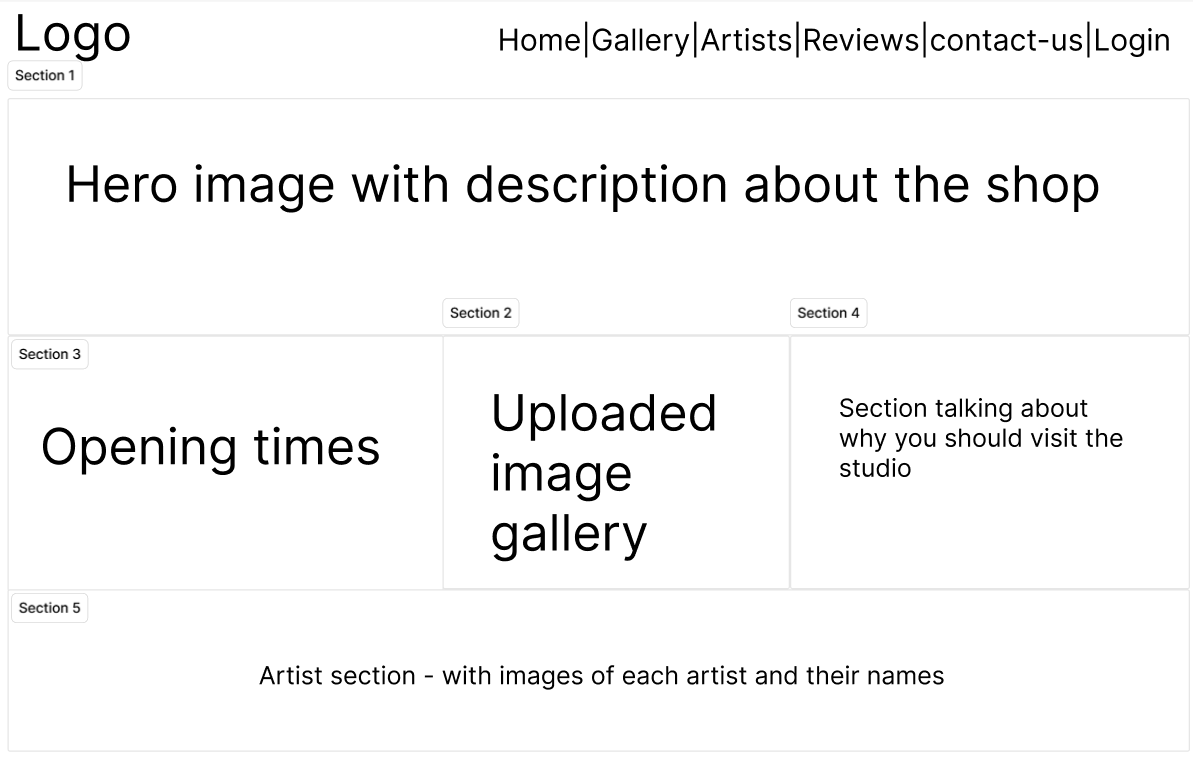 Logo
Home|Gallery|Artists|Reviews|contact-us|Login
Section 1
Hero image with description about the shop
Section 2
Section 4
Section 3
Opening times
Uploaded
image
gallery
Section talking about
why you should visit the
studio
Section 5
Artist section - with images of each artist and their names